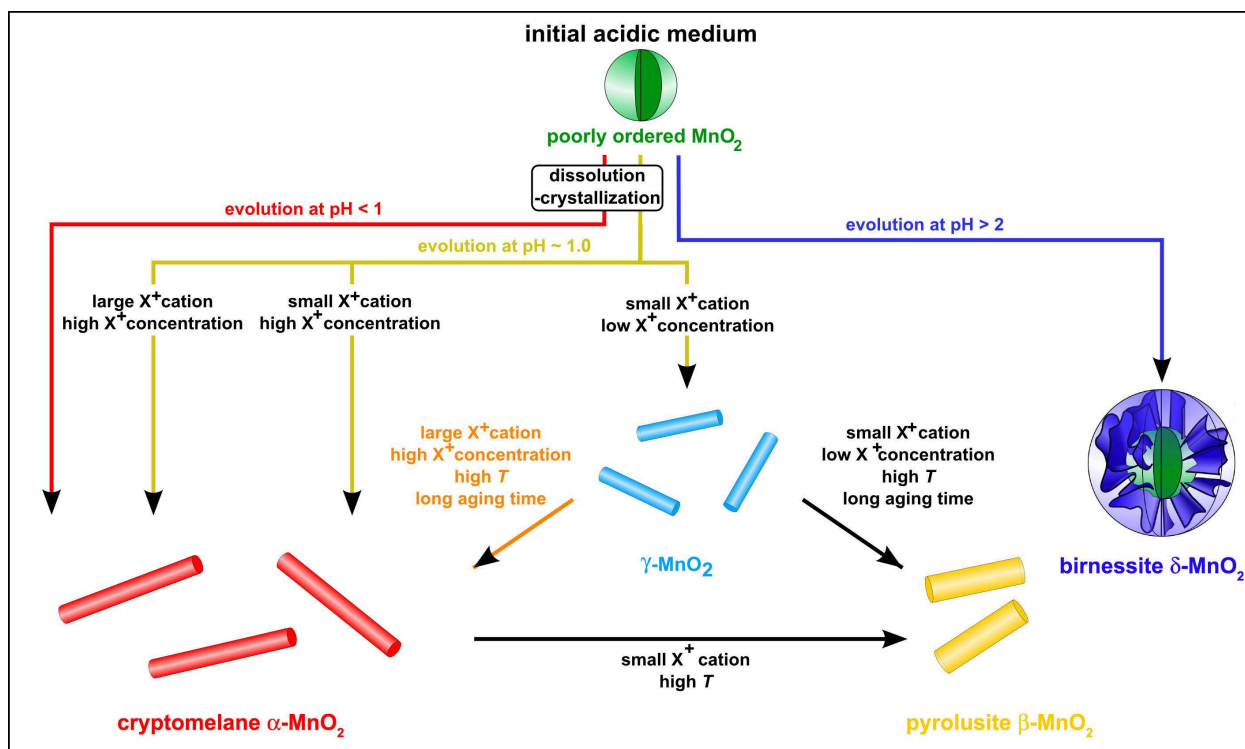 initial acidic medium
poorly ordered MnO₂
dissolution
-crystallization
evolution at pH < 1
evolution at pH > 2
evolution at pH ~ 1.0
large X⁺cation
high X⁺concentration
small X⁺cation
high X⁺concentration
small X⁺cation
low X⁺concentration
large X⁺cation
high X⁺concentration
high T
long aging time
small X⁺cation
low X⁺concentration
high T
long aging time
γ-MnO₂
birnessite δ-MnO₂
small X⁺ cation
high T
cryptomelane α-MnO₂
pyrolusite β-MnO₂